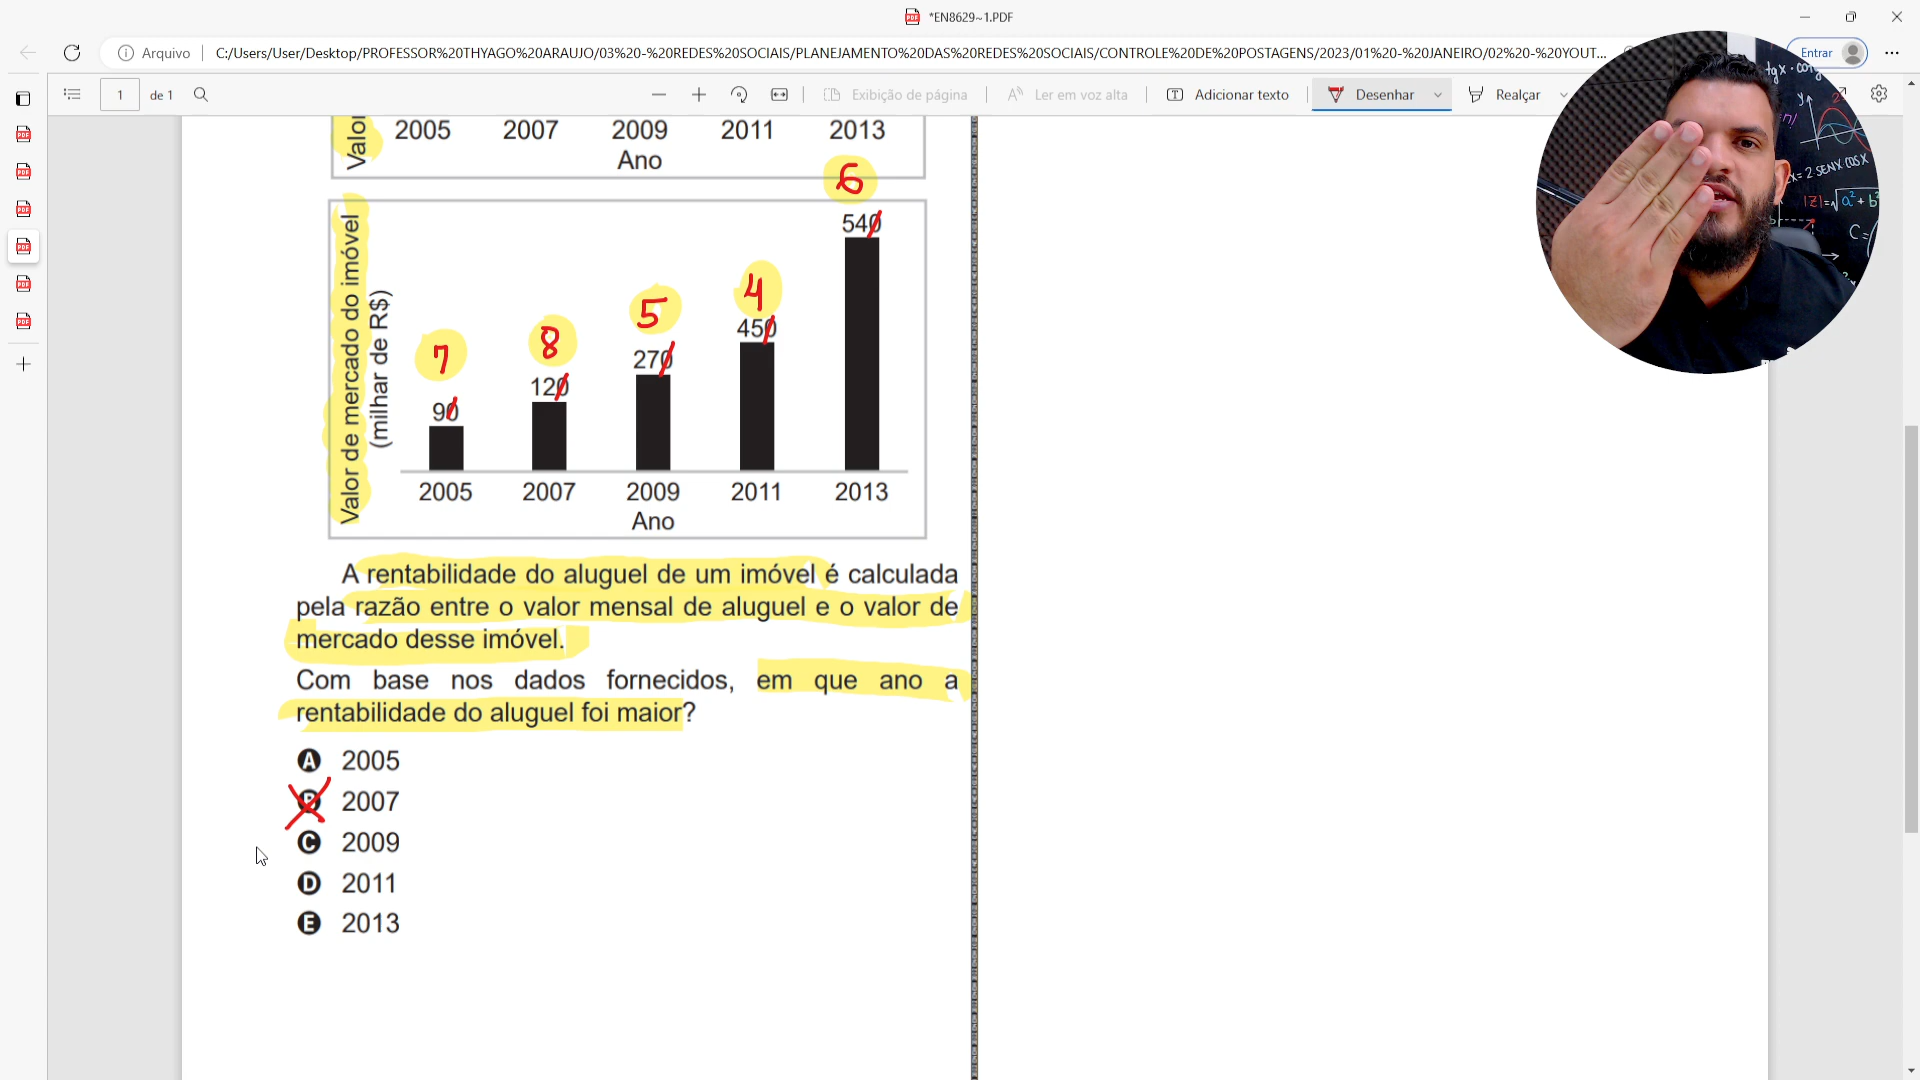 *EN8629~1.PDF
Arquivo
C:/Users/User/Desktop/PROFESSOR%20THYAGO%20ARAUJO/03%20-%20REDES%20SOCIAIS/PLANEJAMENTO%20DAS%20REDES%20SOCIAIS/CONTROLE%20DE%20POSTAGENS/2023/01%20-%20JANEIRO/02%20-%20YOUT...
Entrar
1 de 1
Exibição de página
Ler em voz alta
Adicionar texto
Desenhar
Realçar
Valor
2005 2007 2009 2011 2013
Ano
Valor de mercado do imóvel
(milhar de R$)
7 8 5 4 6
90 120 270 450 540
2005 2007 2009 2011 2013
Ano
A rentabilidade do aluguel de um imóvel é calculada
pela razão entre o valor mensal de aluguel e o valor de
mercado desse imóvel.
Com base nos dados fornecidos, em que ano a
rentabilidade do aluguel foi maior?
A 2005
B 2007
C 2009
D 2011
E 2013